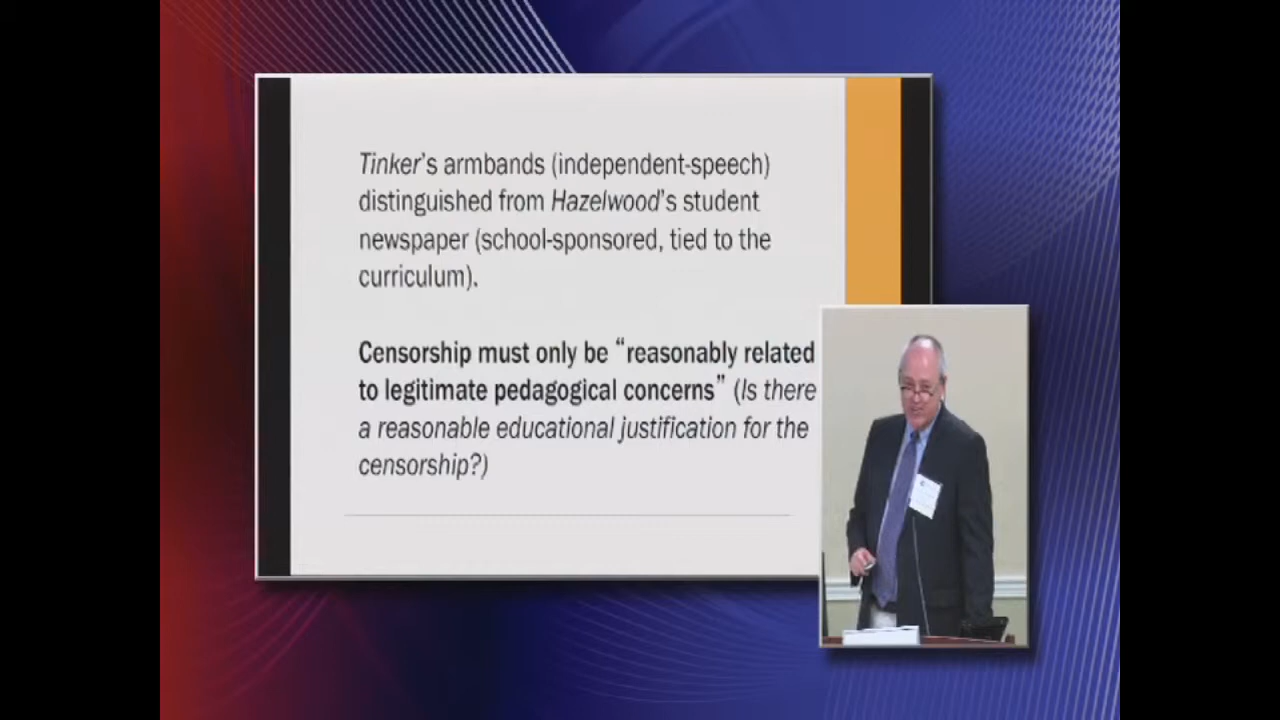 Tinker’s armbands (independent-speech)
distinguished from Hazelwood’s student
newspaper (school-sponsored, tied to the
curriculum).
Censorship must only be “reasonably related
to legitimate pedagogical concerns” (Is there
a reasonable educational justification for the
censorship?)